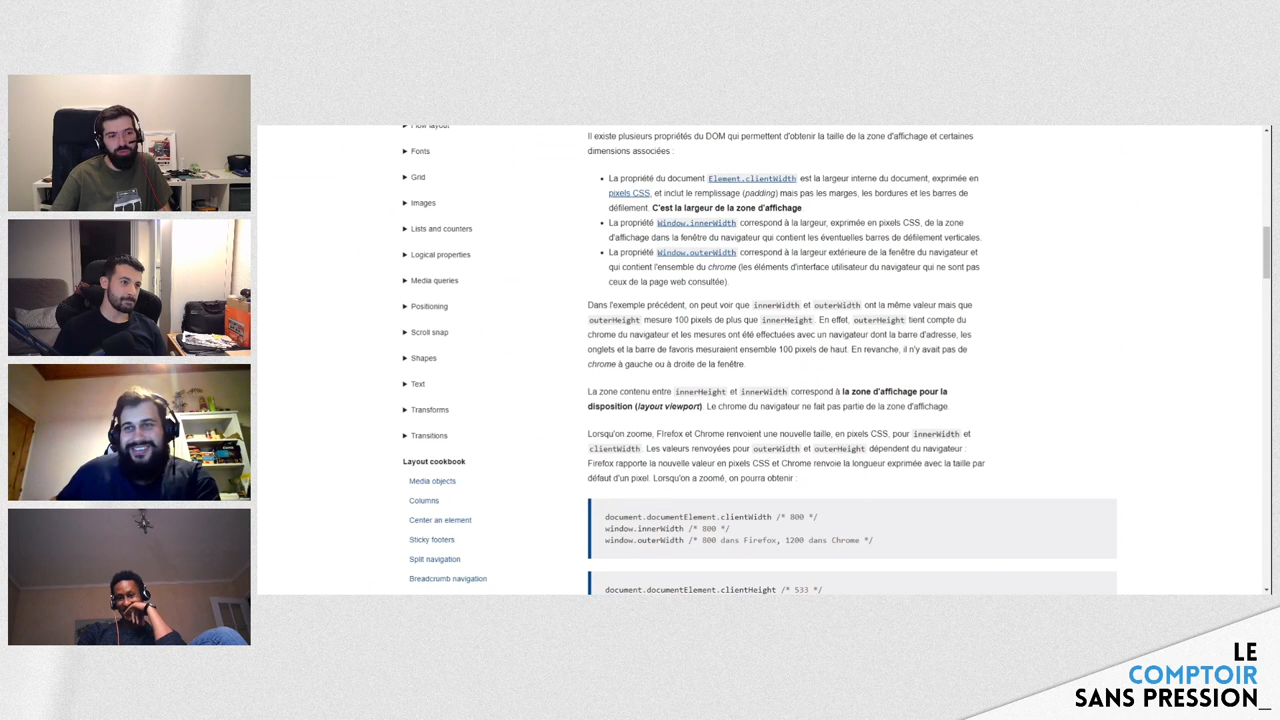 Flow layout
▶ Fonts
▶ Grid
▶ Images
▶ Lists and counters
▶ Logical properties
▶ Media queries
▶ Positioning
▶ Scroll snap
▶ Shapes
▶ Text
▶ Transforms
▶ Transitions
Layout cookbook
Media objects
Columns
Center an element
Sticky footers
Split navigation
Breadcrumb navigation
Il existe plusieurs propriétés du DOM qui permettent d'obtenir la taille de la zone d'affichage et certaines
dimensions associées :
• La propriété du document Element.clientWidth est la largeur interne du document, exprimée en
pixels CSS, et inclut le remplissage (padding) mais pas les marges, les bordures et les barres de
défilement. C'est la largeur de la zone d'affichage
• La propriété Window.innerWidth correspond à la largeur, exprimée en pixels CSS, de la zone
d'affichage dans la fenêtre du navigateur qui contient les éventuelles barres de défilement verticales.
• La propriété Window.outerWidth correspond à la largeur extérieure de la fenêtre du navigateur et
qui contient l'ensemble du chrome (les éléments d'interface utilisateur du navigateur qui ne sont pas
ceux de la page web consultée).
Dans l'exemple précédent, on peut voir que innerWidth et outerWidth ont la même valeur mais que
outerHeight mesure 100 pixels de plus que innerHeight. En effet, outerHeight tient compte du
chrome du navigateur et les mesures ont été effectuées avec un navigateur dont la barre d'adresse, les
onglets et la barre de favoris mesuraient ensemble 100 pixels de haut. En revanche, il n'y avait pas de
chrome à gauche ou à droite de la fenêtre.
La zone contenu entre innerHeight et innerWidth correspond à la zone d'affichage pour la
disposition (layout viewport). Le chrome du navigateur ne fait pas partie de la zone d'affichage.
Lorsqu'on zoome, FIrefox et Chrome renvoient une nouvelle taille, en pixels CSS, pour innerWidth et
clientWidth. Les valeurs renvoyées pour outerWidth et outerHeight dépendent du navigateur :
Firefox rapporte la nouvelle valeur en pixels CSS et Chrome renvoie la longueur exprimée avec la taille par
défaut d'un pixel. Lorsqu'on a zoomé, on pourra obtenir :
document.documentElement.clientWidth /* 800 */
window.innerWidth /* 800 */
window.outerWidth /* 800 dans Firefox, 1200 dans Chrome */
document.documentElement.clientHeight /* 533 */
LE
COMPTOIR
SANS PRESSION_